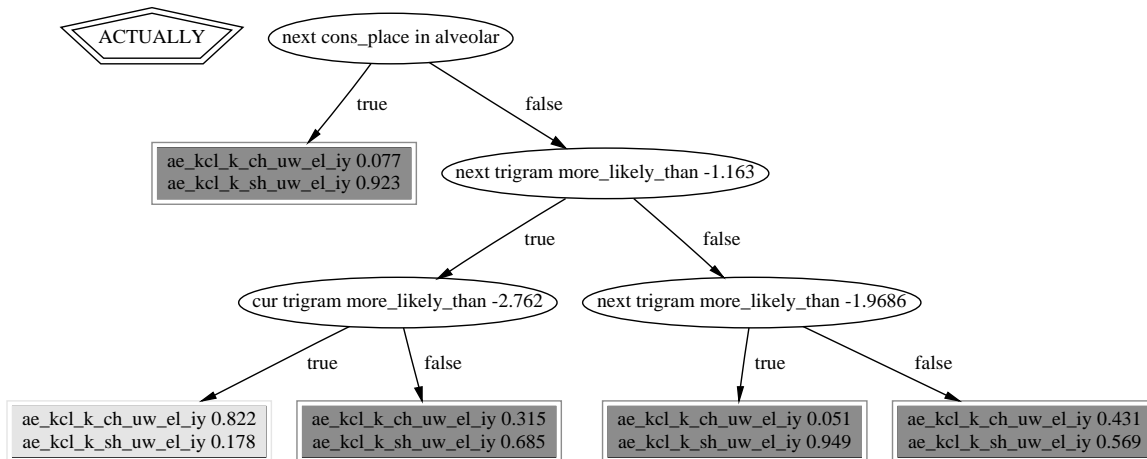 ACTUALLY
next cons_place in alveolar
true
false
ae_kcl_k_ch_uw_el_iy 0.077
ae_kcl_k_sh_uw_el_iy 0.923
next trigram more_likely_than -1.163
true
false
cur trigram more_likely_than -2.762
next trigram more_likely_than -1.9686
true
false
true
false
ae_kcl_k_ch_uw_el_iy 0.822
ae_kcl_k_sh_uw_el_iy 0.178
ae_kcl_k_ch_uw_el_iy 0.315
ae_kcl_k_sh_uw_el_iy 0.685
ae_kcl_k_ch_uw_el_iy 0.051
ae_kcl_k_sh_uw_el_iy 0.949
ae_kcl_k_ch_uw_el_iy 0.431
ae_kcl_k_sh_uw_el_iy 0.569